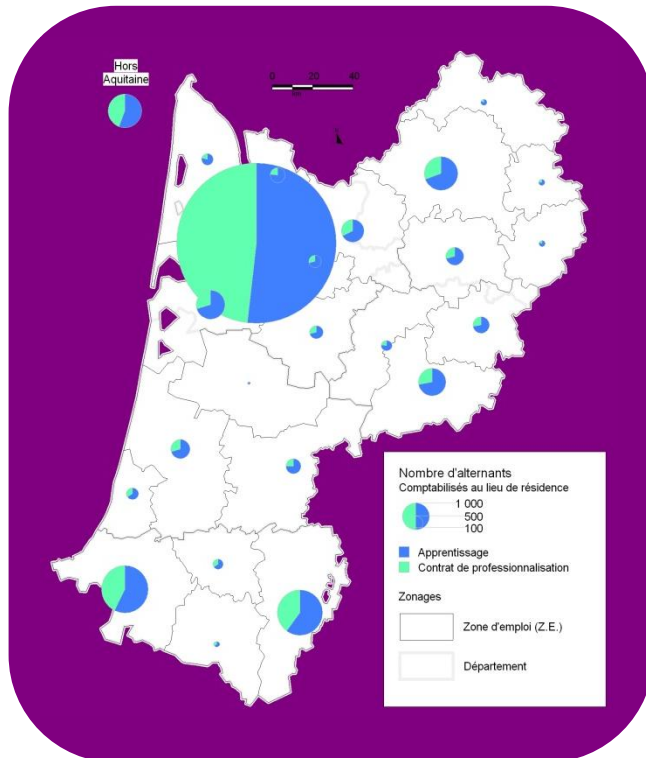 Hors
Aquitaine
0 20 40
Nombre d'alternants
Comptabilisés au lieu de résidence
1 000
500
100
Apprentissage
Contrat de professionnalisation
Zonages
Zone d'emploi (Z.E.)
Département